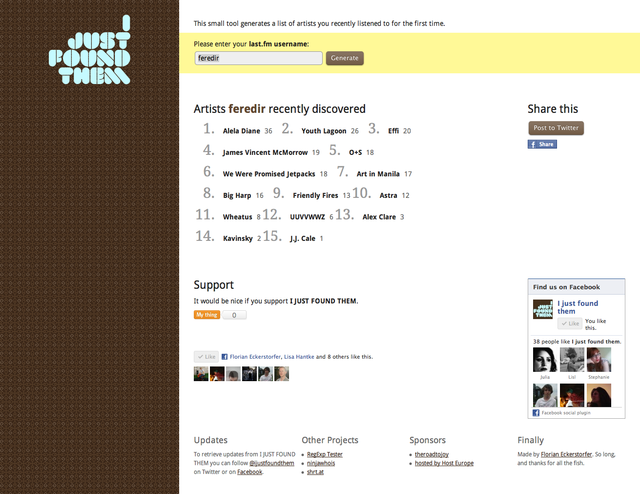 I
JUST
FOUND
THEM
This small tool generates a list of artists you recently listened to for the first time.
Please enter your last.fm username:
feredir
Generate
Artists feredir recently discovered
1. Alela Diane 36 2. Youth Lagoon 26 3. Effi 20
4. James Vincent McMorrow 19 5. O+S 18
6. We Were Promised Jetpacks 18 7. Art in Manila 17
8. Big Harp 16 9. Friendly Fires 13 10. Astra 12
11. Wheatus 8 12. UUVVWWZ 6 13. Alex Clare 3
14. Kavinsky 2 15. J.J. Cale 1
Share this
Post to Twitter
f Share
Support
It would be nice if you support I JUST FOUND THEM.
My thing 0
Like Florian Eckerstorfer, Lisa Hantke and 8 others like this.
Find us on Facebook
I JUST
FOUND
THEM
I just found
them
Like You like
this.
38 people like I just found them.
Julia Lisl Stephanie
Facebook social plugin
Updates
To retrieve updates from I JUST FOUND
THEM you can follow @ijustfoundthem
on Twitter or on Facebook.
Other Projects
RegExp Tester
ninjawhois
shrt.at
Sponsors
theroadtojoy
hosted by Host Europe
Finally
Made by Florian Eckerstorfer. So long,
and thanks for all the fish.